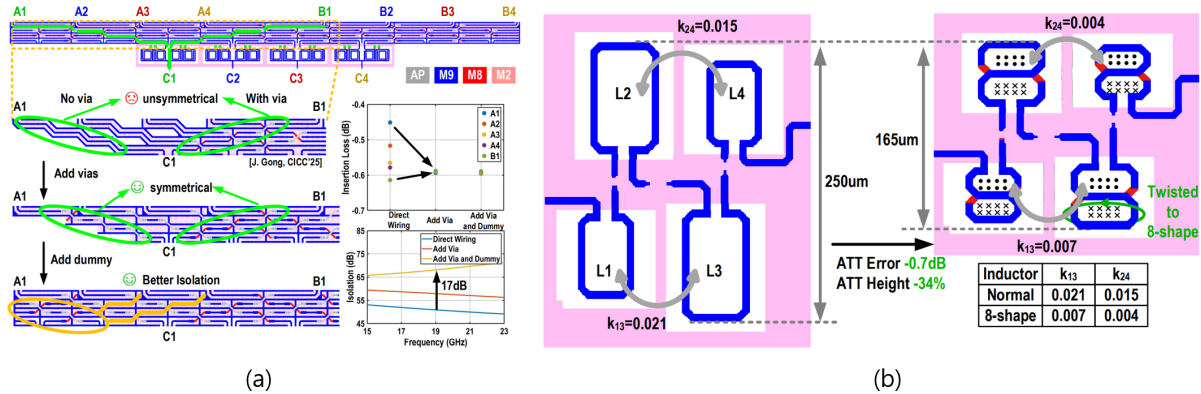 A1 A2 A3 A4 B1 B2 B3 B4
C1 C2 C3 C4
AP M9 M8 M2
A1 No via unsymmetrical With via B1
C1 [J. Gong, CICC'25]
Add vias
symmetrical
A1 B1
C1
Add dummy
Better Isolation
A1 B1
C1
Insertion Loss (dB)
-0.4
-0.5
-0.6
-0.7
A1
A2
A3
A4
B1
Direct Wiring
Add Via
Add Via and Dummy
Isolation (dB)
85
75
65
55
45
Direct Wiring
Add Via
Add Via and Dummy
17dB
15 17 19 21 23
Frequency (GHz)
(a)
k24=0.015
L2 L4
L1 L3
k13=0.021
250um
ATT Error -0.7dB
ATT Height -34%
k24=0.004
165um
k13=0.007
Twisted
to
8-shape
Inductor k13 k24
Normal 0.021 0.015
8-shape 0.007 0.004
(b)